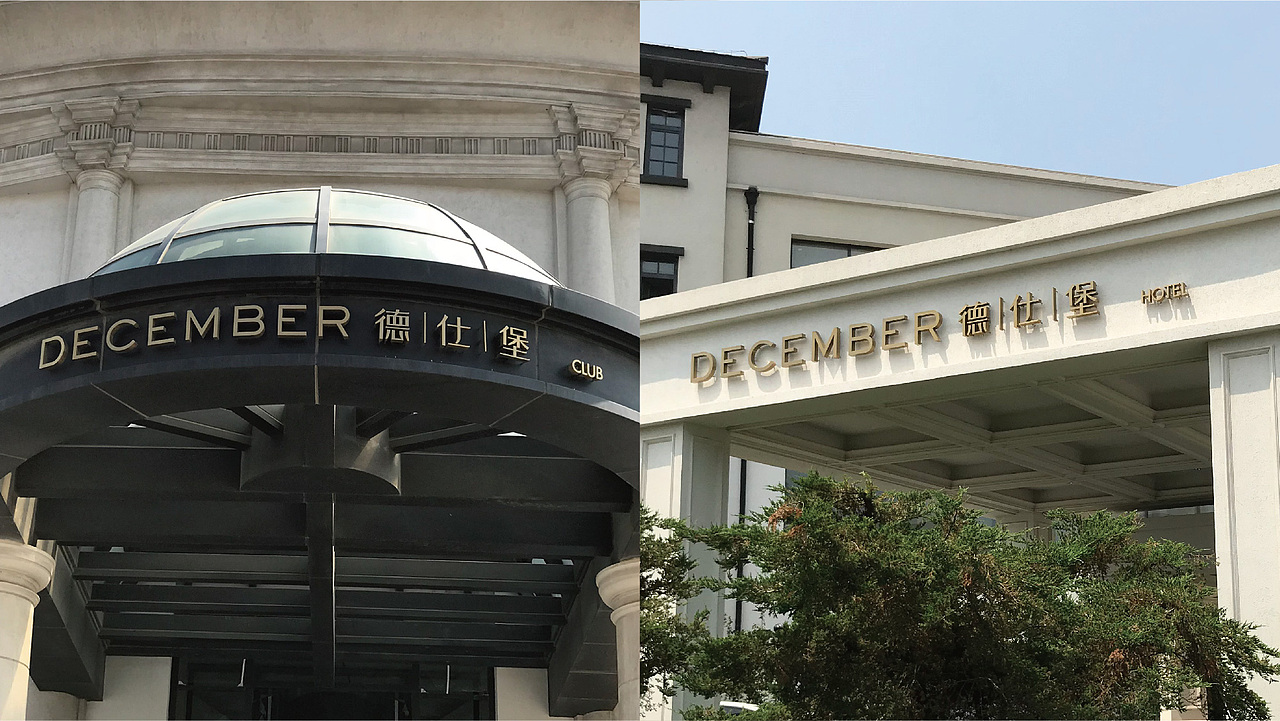 DECEMBER 德|仕|堡 CLUB
DECEMBER 德|仕|堡 HOTEL